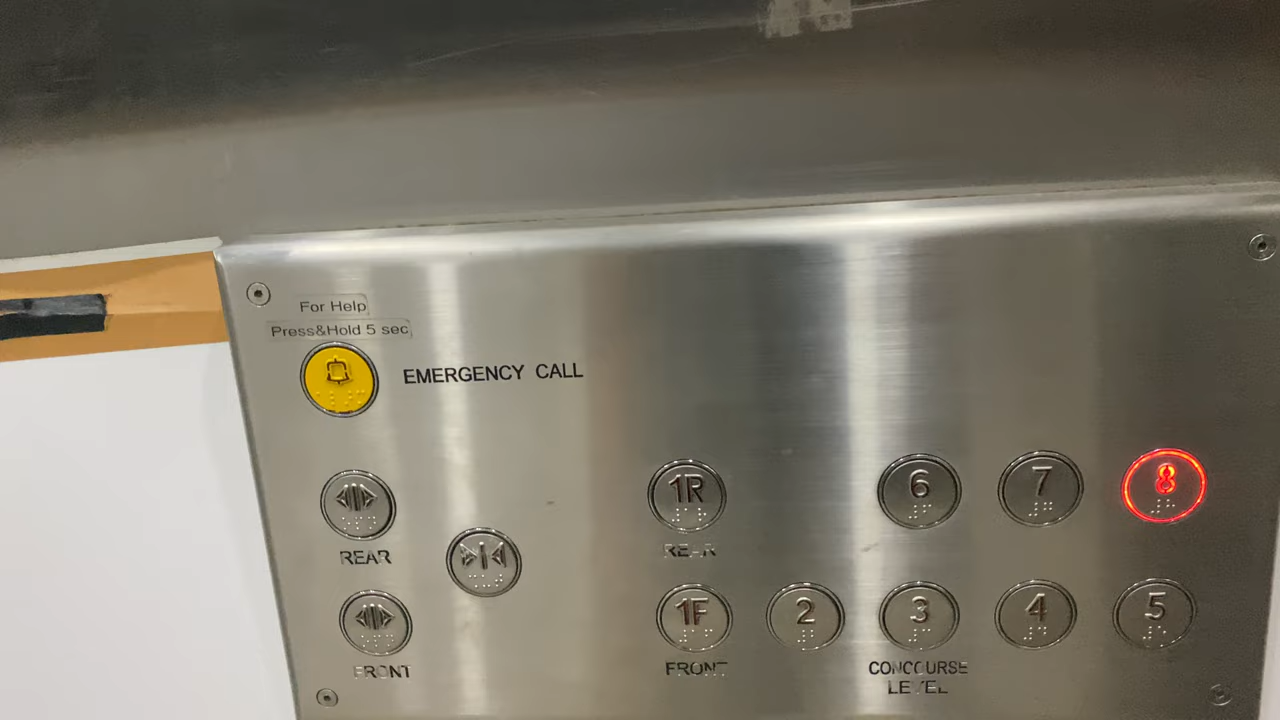 For Help
Press&Hold 5 sec
EMERGENCY CALL
1R
6
7
8
REAR
REAR
1F
2
3
4
5
FRONT
FRONT
CONCOURSE
LEVEL